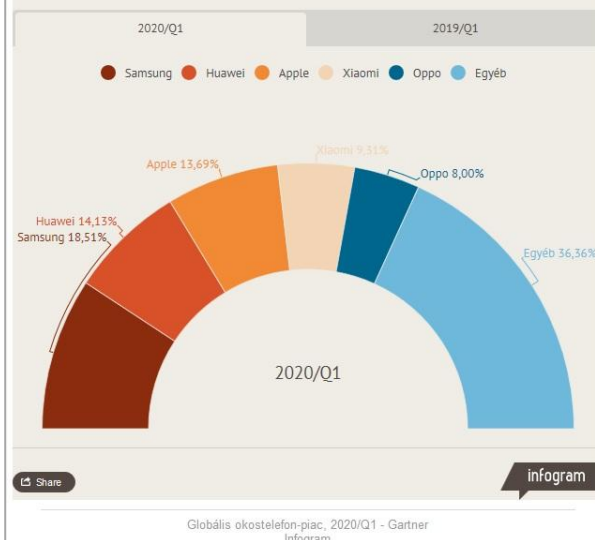 2020/Q1
2019/Q1
Samsung Huawei Apple Xiaomi Oppo Egyéb
Xiaomi 9,31%
Apple 13,69%
Oppo 8,00%
Huawei 14,13%
Samsung 18,51%
Egyéb 36,36%
2020/Q1
Share
infogram
Globális okostelefon-piac, 2020/Q1 - Gartner
Infogram